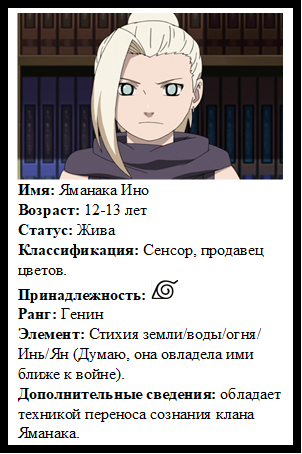 Имя: Яманака Ино
Возраст: 12-13 лет
Статус: Жива
Классификация: Сенсор, продавец
цветов.
Принадлежность:
Ранг: Генин
Элемент: Стихия земли/воды/огня/
Инь/Ян (Думаю, она овладела ими
ближе к войне).
Дополнительные сведения: обладает
техникой переноса сознания клана
Яманака.